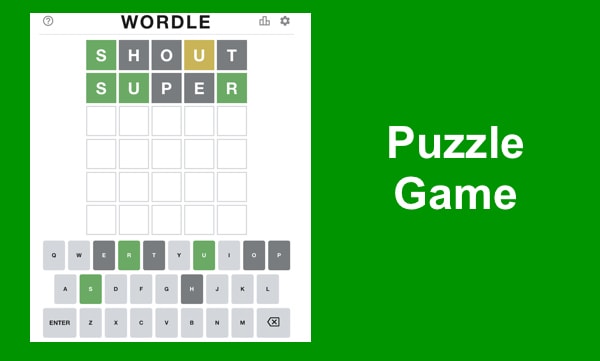 ? WORDLE
S H O U T
S U P E R
Q W E R T Y U I O P
A S D F G H J K L
ENTER Z X C V B N M
Puzzle
Game